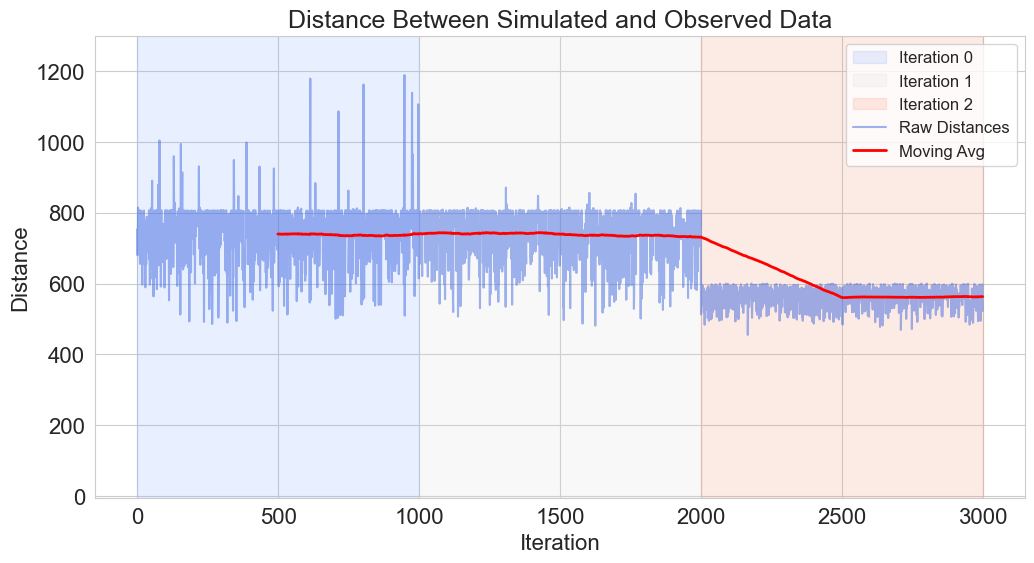 Distance Between Simulated and Observed Data
Distance
1200
1000
800
600
400
200
0
Iteration 0
Iteration 1
Iteration 2
Raw Distances
Moving Avg
0 500 1000 1500 2000 2500 3000
Iteration